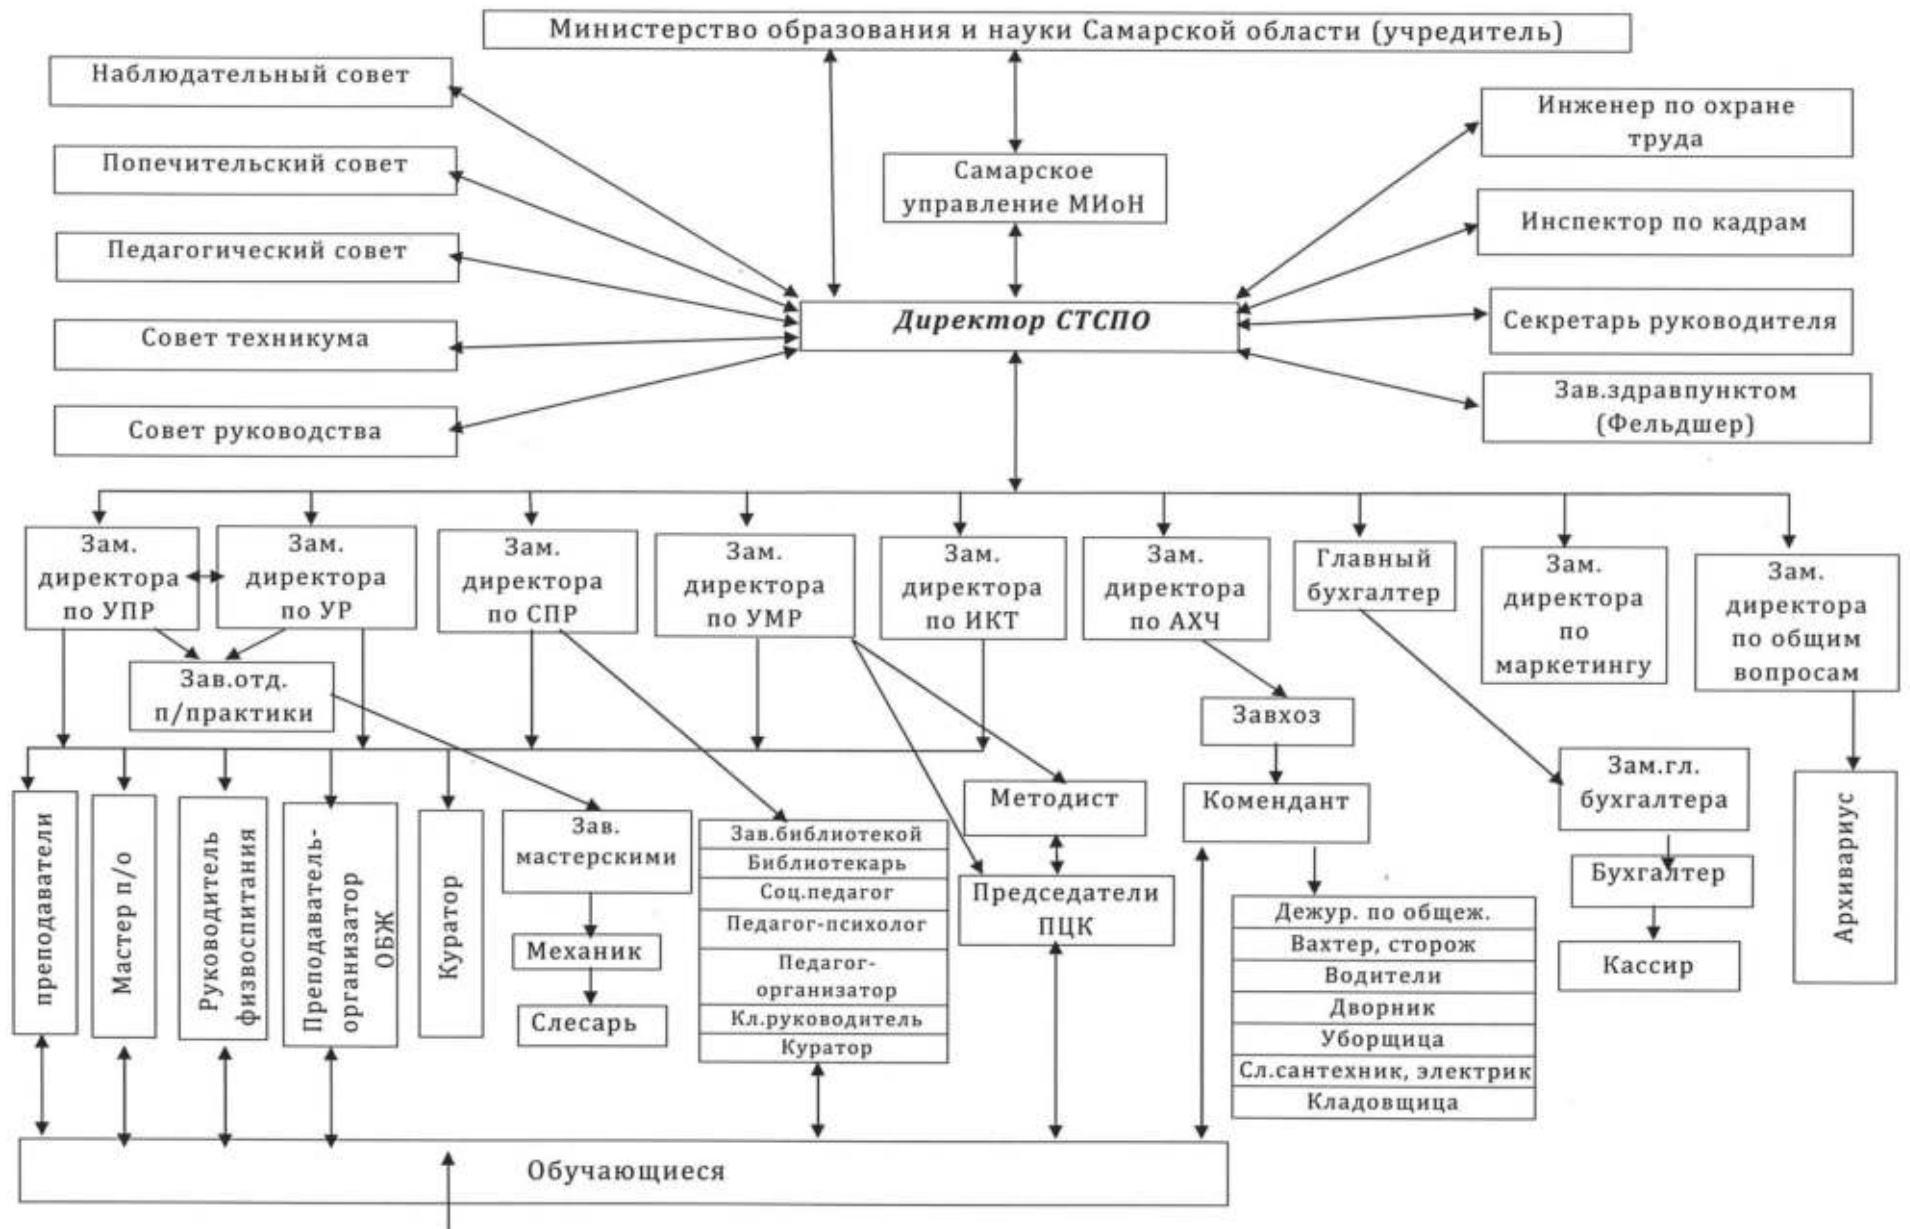 Министерство образования и науки Самарской области (учредитель)
Наблюдательный совет
Попечительский совет
Педагогический совет
Совет техникума
Совет руководства
Самарское
управление МИоН
Директор СТСПО
Инженер по охране
труда
Инспектор по кадрам
Секретарь руководителя
Зав.здравпунктом
(Фельдшер)
Зам.
директора
по УПР
Зам.
директора
по УР
Зам.
директора
по СПР
Зам.
директора
по УМР
Зам.
директора
по ИКТ
Зам.
директора
по АХЧ
Главный
бухгалтер
Зам.
директора
по
маркетингу
Зам.
директора
по общим
вопросам
Зав.отд.
п/практики
Завхоз
преподаватели
Мастер п/о
Руководитель
физвоспитания
Преподаватель-
организатор
ОБЖ
Куратор
Зав.
мастерскими
Механик
Слесарь
Зав.библиотекой
Библиотекарь
Соц.педагог
Педагог-психолог
Педагог-
организатор
Кл.руководитель
Куратор
Методист
Председатели
ПЦК
Комендант
Дежур. по общеж.
Вахтер, сторож
Водители
Дворник
Уборщица
Сл.сантехник, электрик
Кладовщица
Зам.гл.
бухгалтера
Бухгалтер
Кассир
Архивариус
Обучающиеся